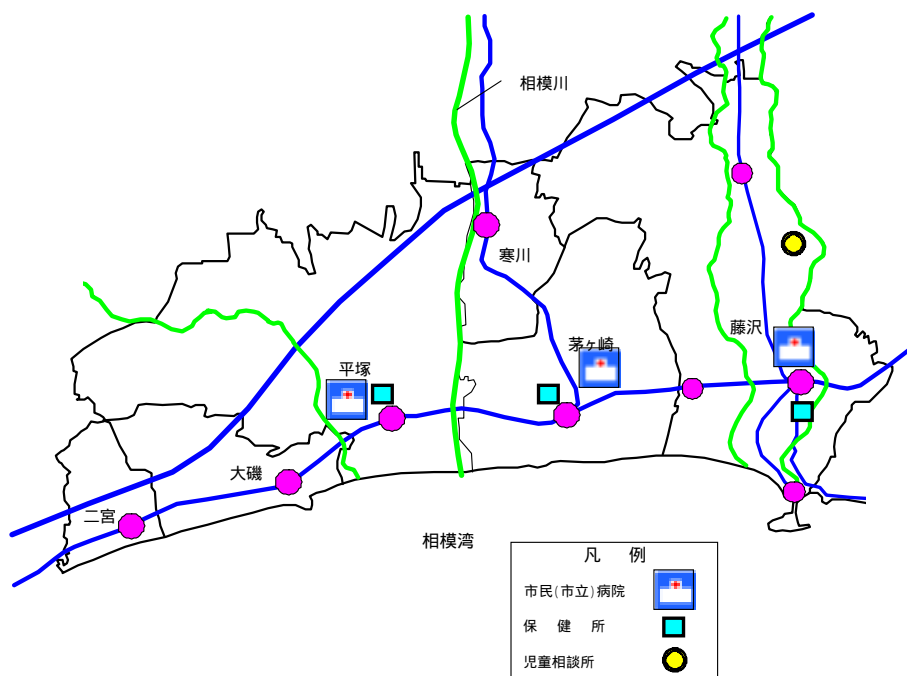 相模川
寒川
藤沢
茅ヶ崎
平塚
大磯
二宮
相模湾
凡　例
市民(市立)病院
保　健　所
児童相談所